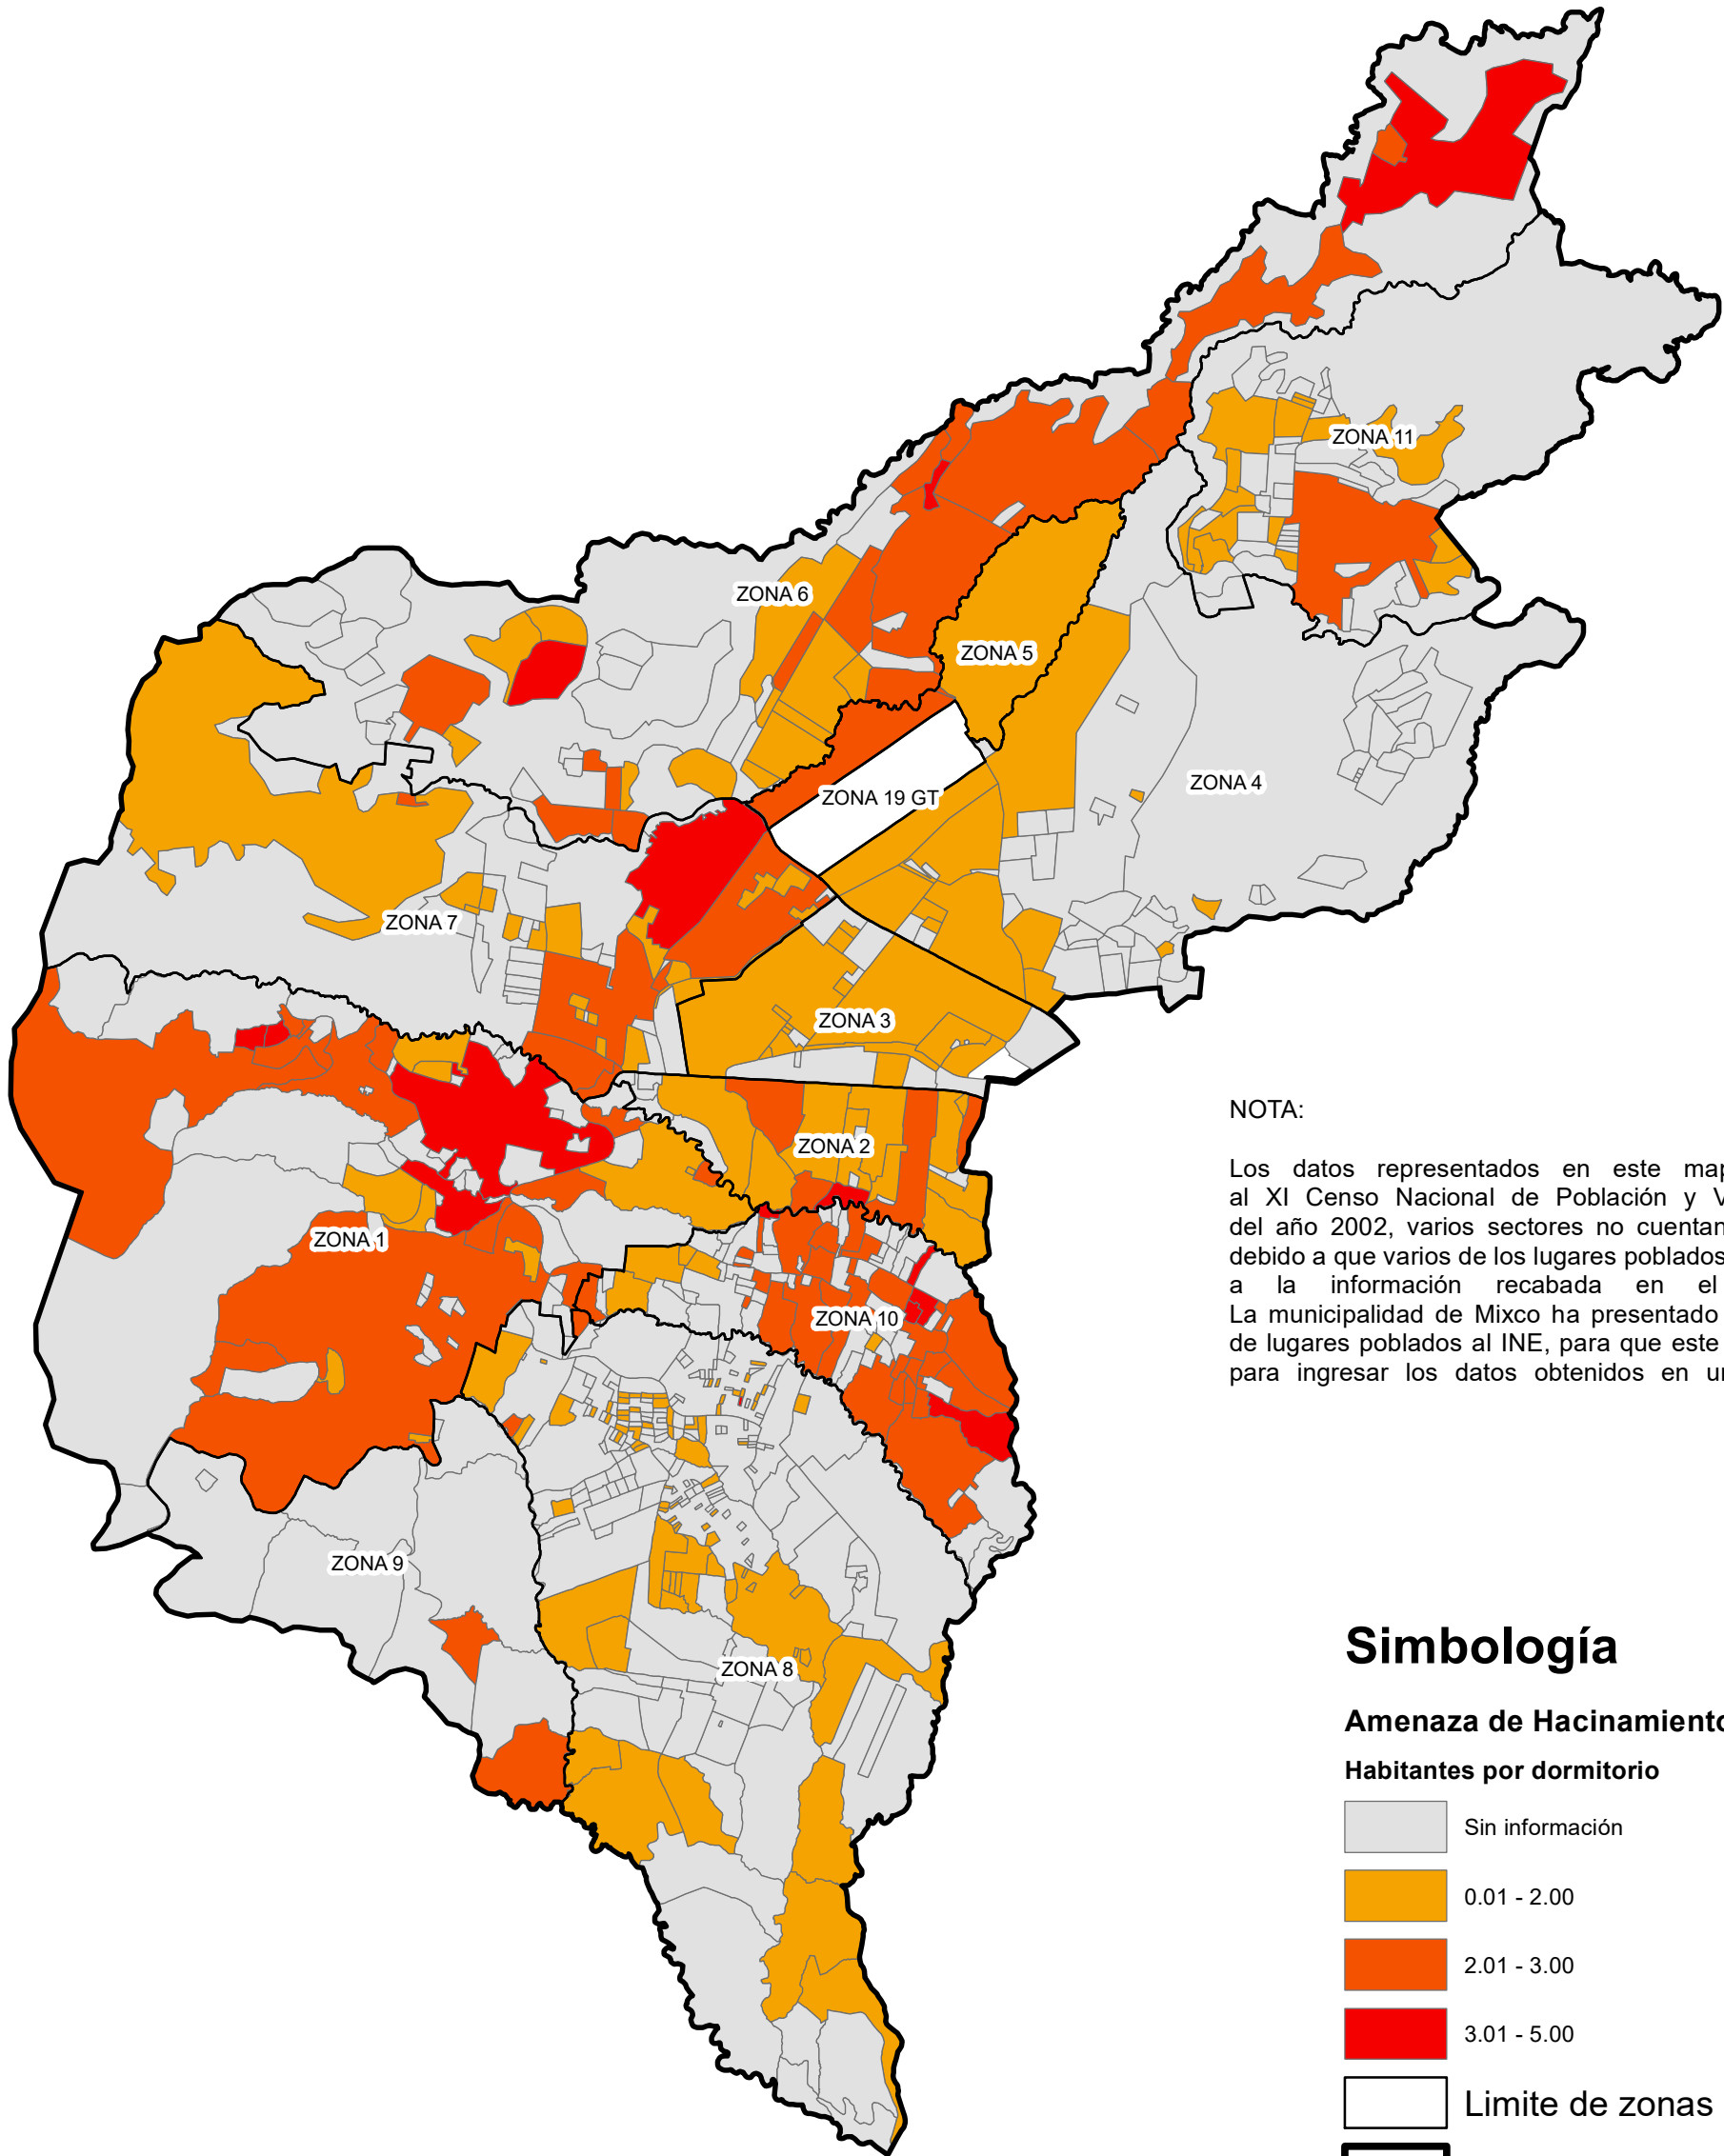 ZONA 11
ZONA 6
ZONA 5
ZONA 4
ZONA 19 GT
ZONA 7
ZONA 3
ZONA 2
ZONA 1
ZONA 10
ZONA 9
ZONA 8
NOTA:
Los datos representados en este
al XI Censo Nacional de Población y
del año 2002, varios sectores no cuentan
debido a que varios de los lugares poblados
a la información recabada en el
La municipalidad de Mixco ha presentado
de lugares poblados al INE, para que este
para ingresar los datos obtenidos en
Simbología
Amenaza de Hacinamiento
Habitantes por dormitorio
Sin información
0.01 - 2.00
2.01 - 3.00
3.01 - 5.00
Limite de zonas